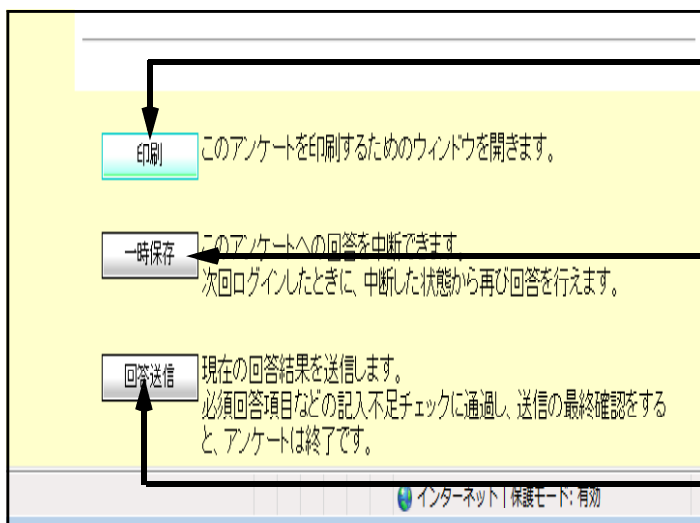 印刷
このアンケートを印刷するためのウィンドウを開きます。
一時保存
このアンケートへの回答を中断できます。
次回ログインしたときに、中断した状態から再び回答を行えます。
回答送信
現在の回答結果を送信します。
必須回答項目などの記入不足チェックに通過し、送信の最終確認をする
と、アンケートは終了です。
インターネット | 保護モード: 有効